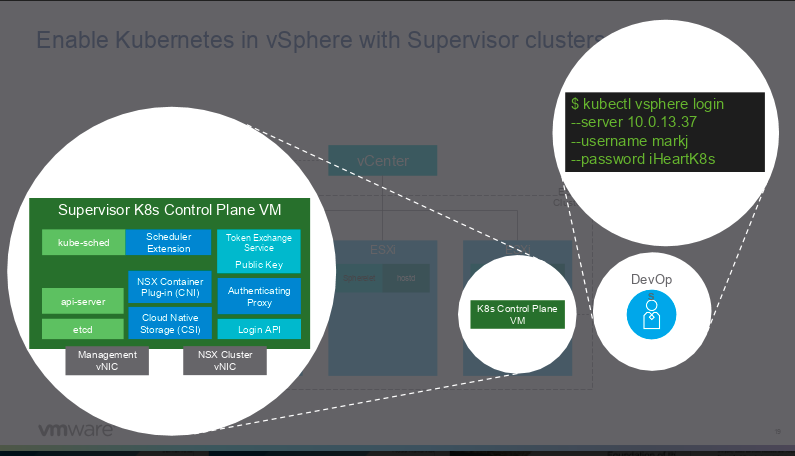 Enable Kubernetes in vSphere with Supervisor clusters
$ kubectl vsphere login
--server 10.0.13.37
--username markj
--password iHeartK8s
vCenter
Supervisor K8s Control Plane VM
kube-sched
Scheduler
Extension
Token Exchange
Service
Public Key
NSX Container
Plug-in (CNI)
Authenticating
Proxy
api-server
etcd
Cloud Native
Storage (CSI)
Login API
Management
vNIC
NSX Cluster
vNIC
ESXi
hostd
K8s Control Plane
VM
DevOp
s
vmware